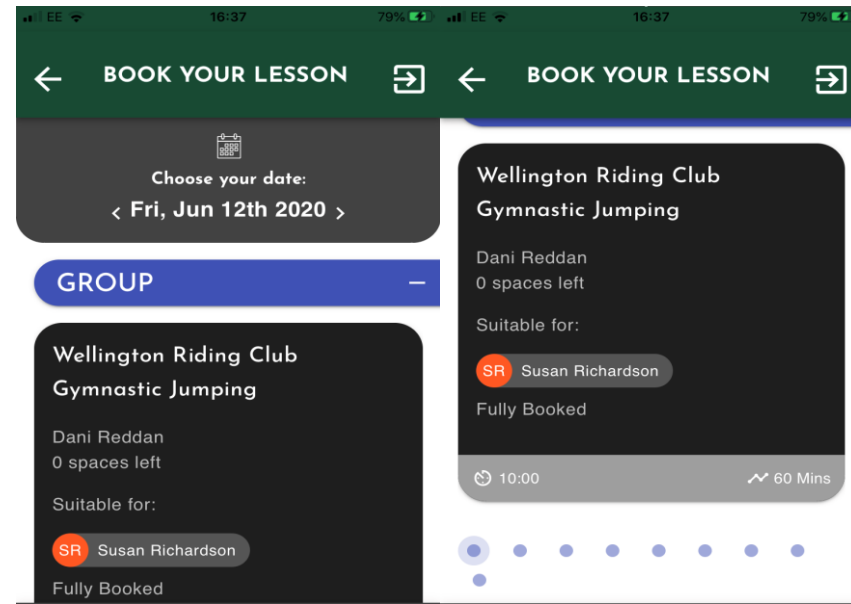 EE 16:37 79%
BOOK YOUR LESSON
Choose your date:
< Fri, Jun 12th 2020 >
GROUP –
Wellington Riding Club
Gymnastic Jumping
Dani Reddan
0 spaces left
Suitable for:
SR Susan Richardson
Fully Booked
EE 16:37 79%
BOOK YOUR LESSON
Wellington Riding Club
Gymnastic Jumping
Dani Reddan
0 spaces left
Suitable for:
SR Susan Richardson
Fully Booked
10:00 60 Mins